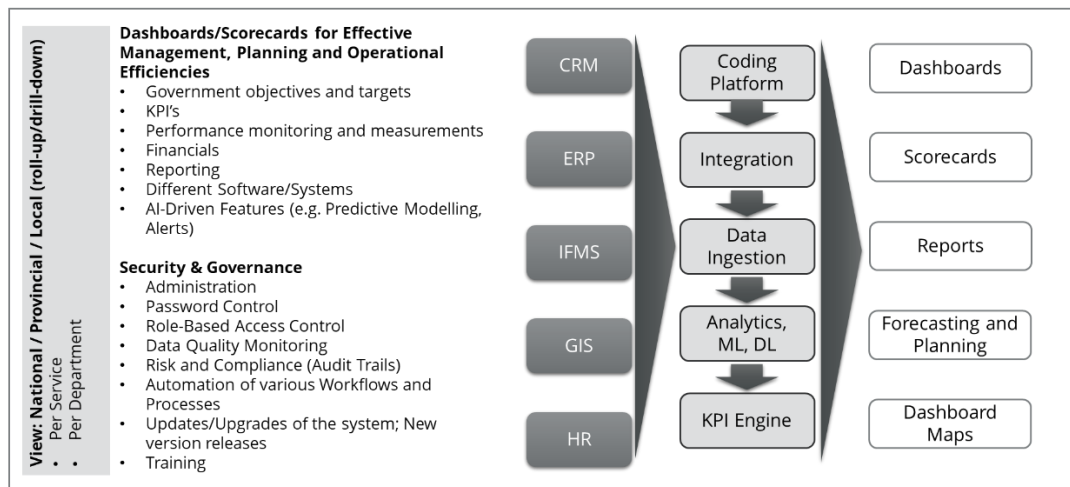 View: National / Provincial / Local (roll-up/drill-down)
• Per Service
• Per Department
Dashboards/Scorecards for Effective
Management, Planning and Operational
Efficiencies
• Government objectives and targets
• KPI's
• Performance monitoring and measurements
• Financials
• Reporting
• Different Software/Systems
• AI-Driven Features (e.g. Predictive Modelling,
Alerts)
Security & Governance
• Administration
• Password Control
• Role-Based Access Control
• Data Quality Monitoring
• Risk and Compliance (Audit Trails)
• Automation of various Workflows and
Processes
• Updates/Upgrades of the system; New
version releases
• Training
CRM
ERP
IFMS
GIS
HR
Coding
Platform
Integration
Data
Ingestion
Analytics,
ML, DL
KPI Engine
Dashboards
Scorecards
Reports
Forecasting and
Planning
Dashboard
Maps